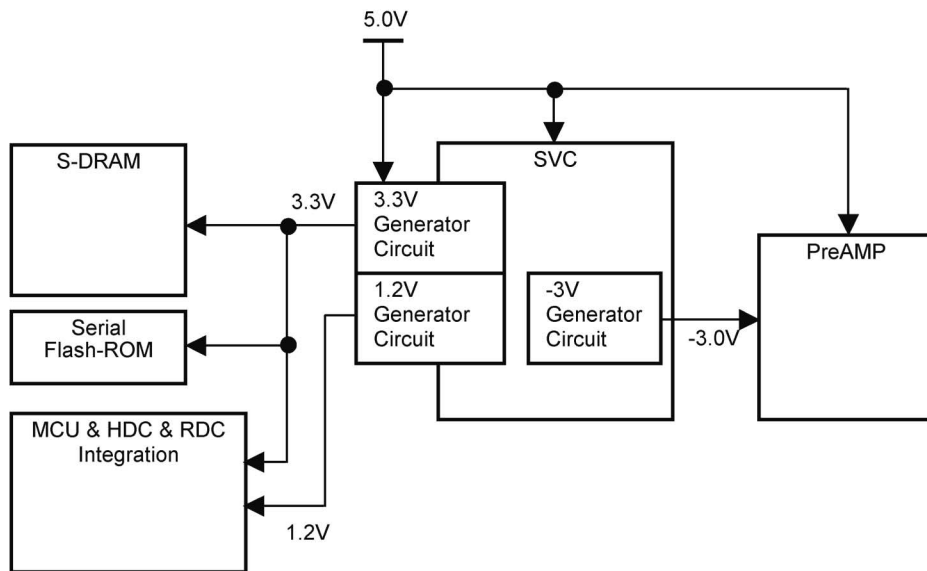 5.0V
S-DRAM
SVC
3.3V
3.3V
Generator
Circuit
PreAMP
1.2V
Generator
Circuit
-3V
Generator
Circuit
-3.0V
Serial
Flash-ROM
MCU & HDC & RDC
Integration
1.2V